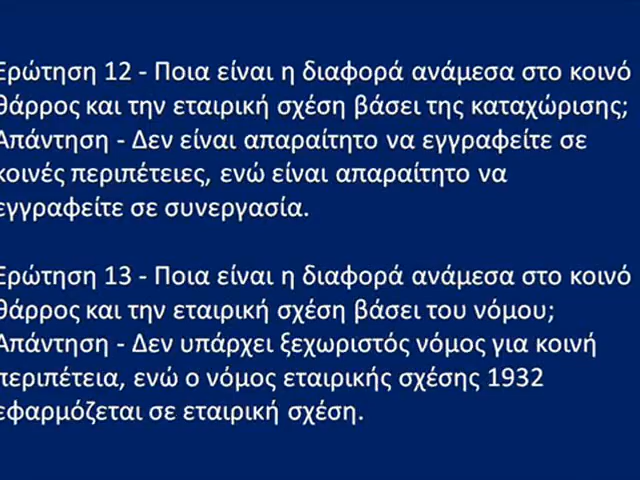 Ερώτηση 12 - Ποια είναι η διαφορά ανάμεσα στο κοινό
θάρρος και την εταιρική σχέση βάσει της καταχώρισης;
Απάντηση - Δεν είναι απαραίτητο να εγγραφείτε σε
κοινές περιπέτειες, ενώ είναι απαραίτητο να
εγγραφείτε σε συνεργασία.
Ερώτηση 13 - Ποια είναι η διαφορά ανάμεσα στο κοινό
θάρρος και την εταιρική σχέση βάσει του νόμου;
Απάντηση - Δεν υπάρχει ξεχωριστός νόμος για κοινή
περιπέτεια, ενώ ο νόμος εταιρικής σχέσης 1932
εφαρμόζεται σε εταιρική σχέση.